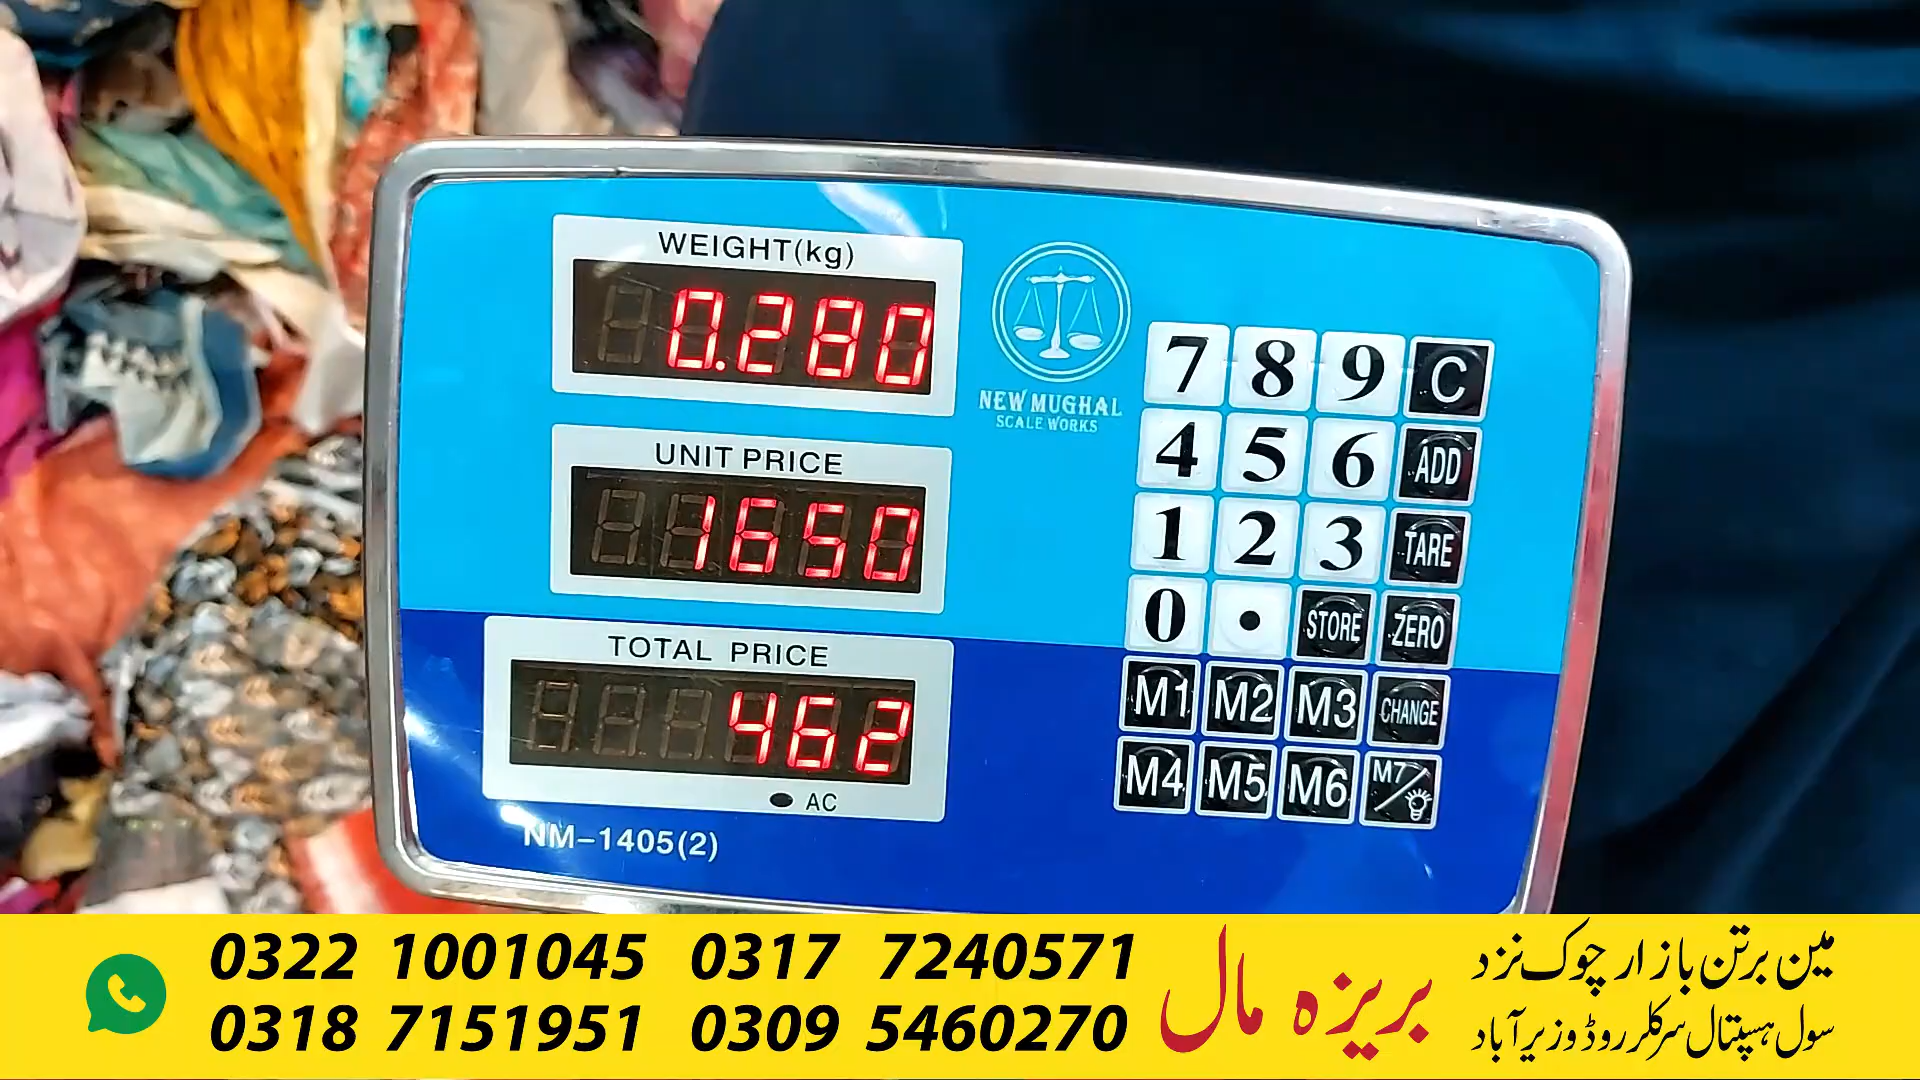 WEIGHT(kg)
0.280
UNIT PRICE
1650
TOTAL PRICE
462
AC
NM-1405(2)
NEW MUGHAL
SCALE WORKS
7 8 9 C
4 5 6 ADD
1 2 3 TARE
0 . STORE ZERO
M1 M2 M3 CHANGE
M4 M5 M6 M7/
0322 1001045 0317 7240571
0318 7151951 0309 5460270
بریزہ مال
مین برتن بازار چوک نزد
سول ہسپتال سرکلر روڈ وزیر آباد